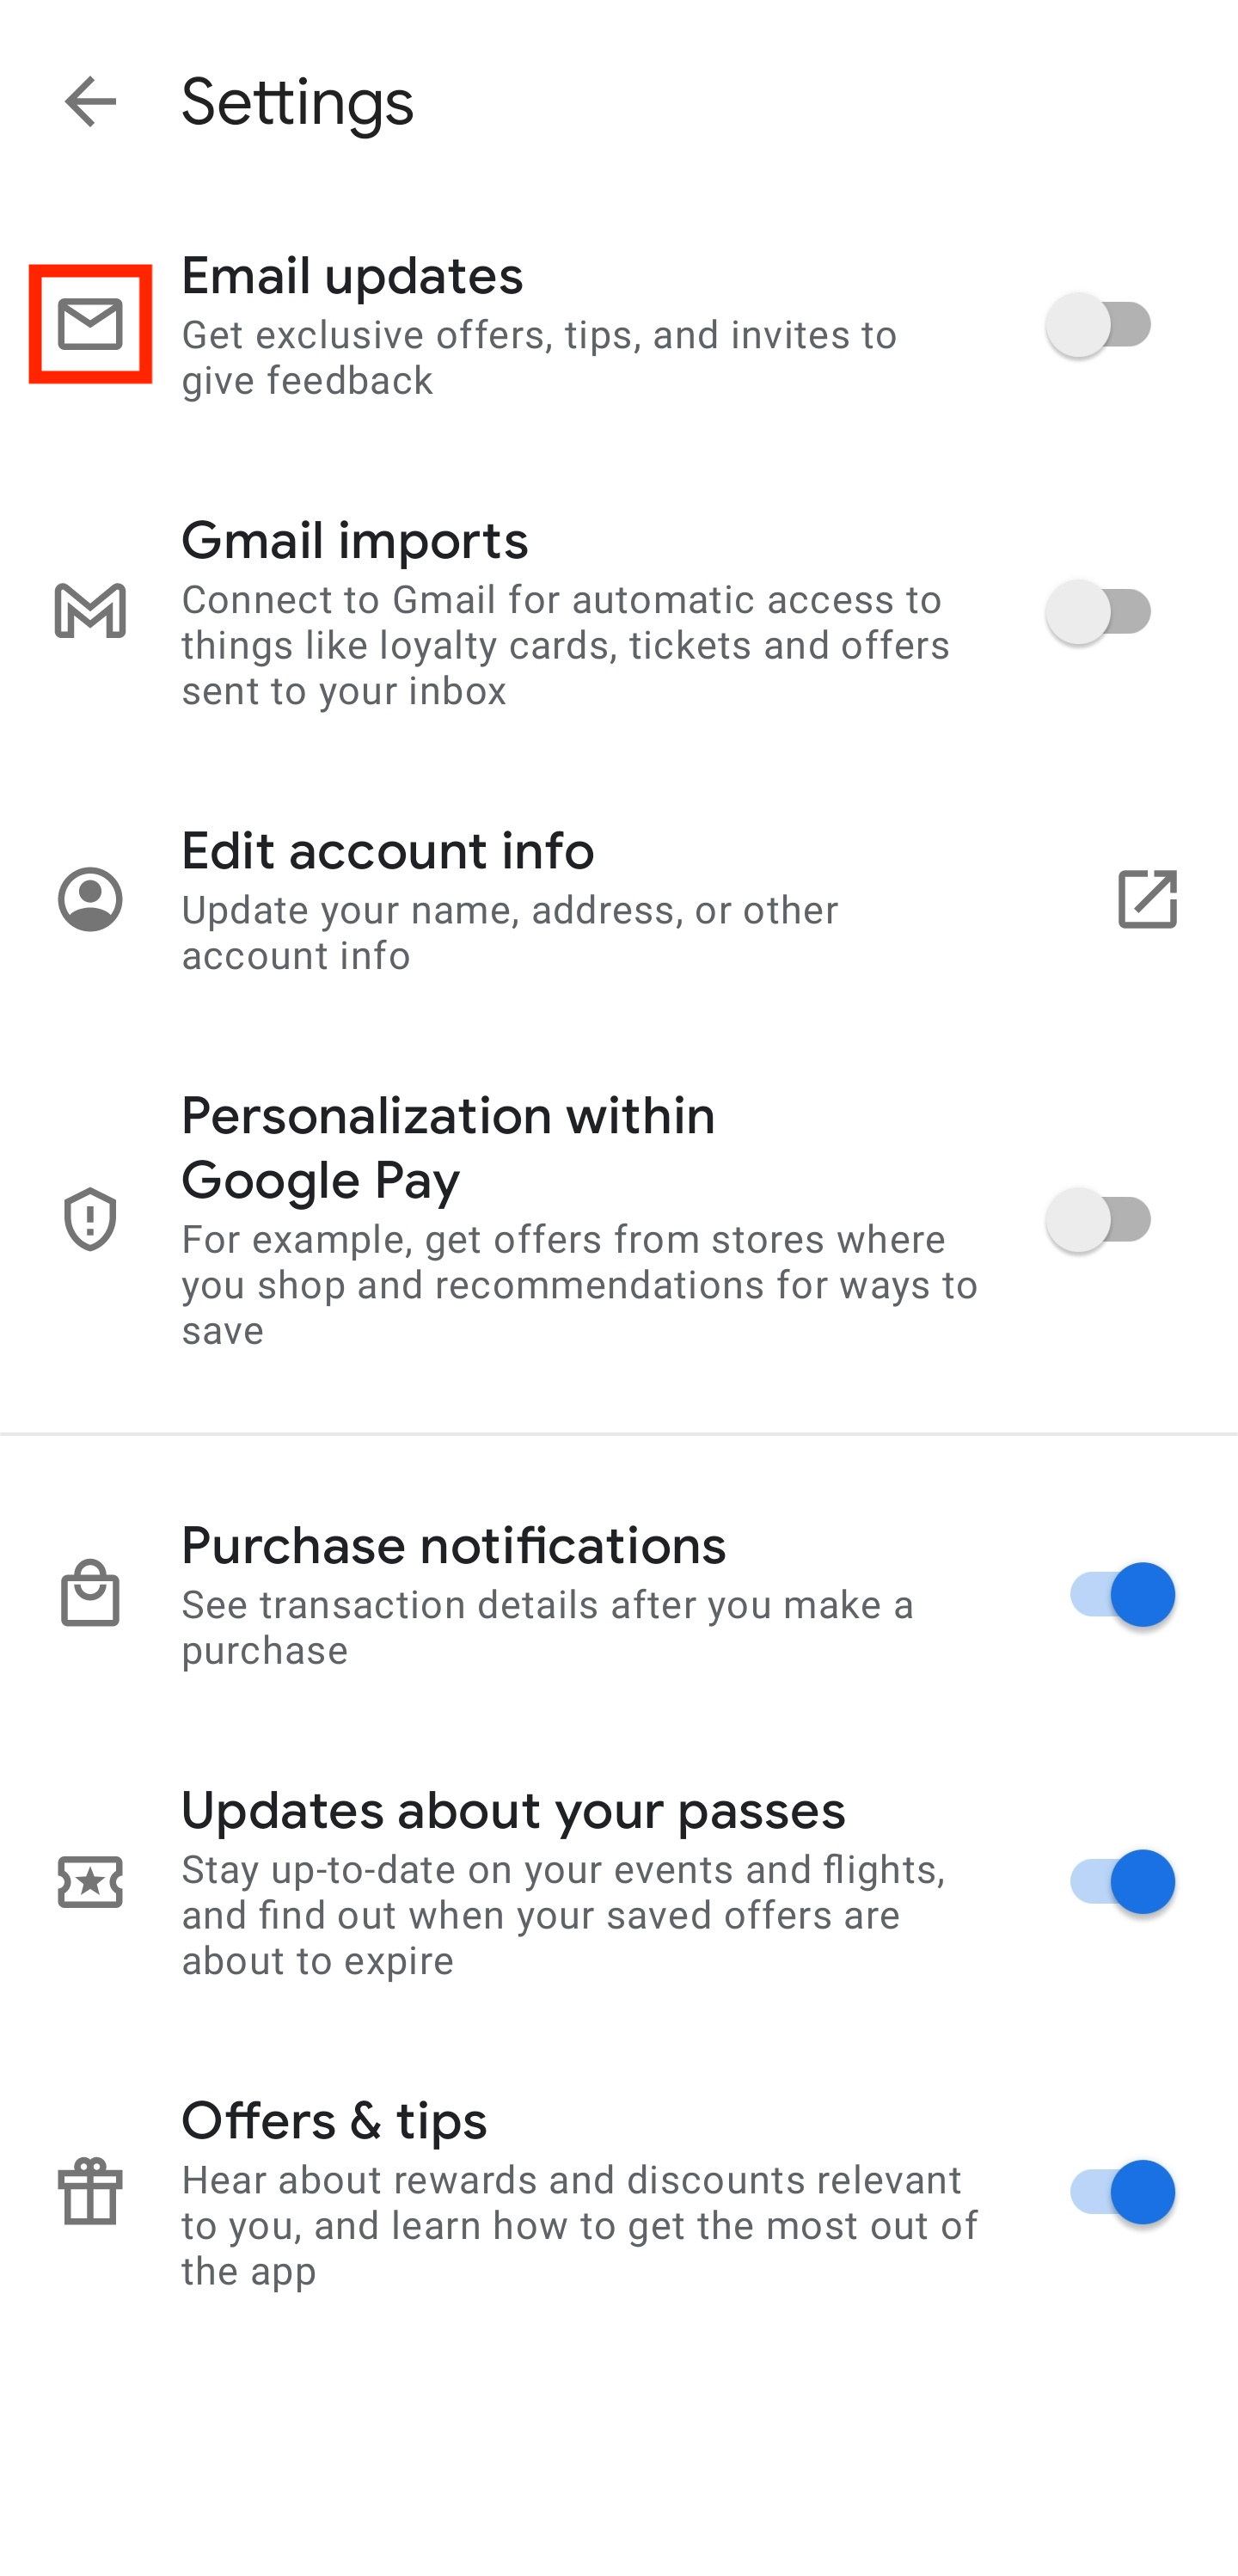 Settings
Email updates
Get exclusive offers, tips, and invites to
give feedback
Gmail imports
Connect to Gmail for automatic access to
things like loyalty cards, tickets and offers
sent to your inbox
Edit account info
Update your name, address, or other
account info
Personalization within
Google Pay
For example, get offers from stores where
you shop and recommendations for ways to
save
Purchase notifications
See transaction details after you make a
purchase
Updates about your passes
Stay up-to-date on your events and flights,
and find out when your saved offers are
about to expire
Offers & tips
Hear about rewards and discounts relevant
to you, and learn how to get the most out of
the app